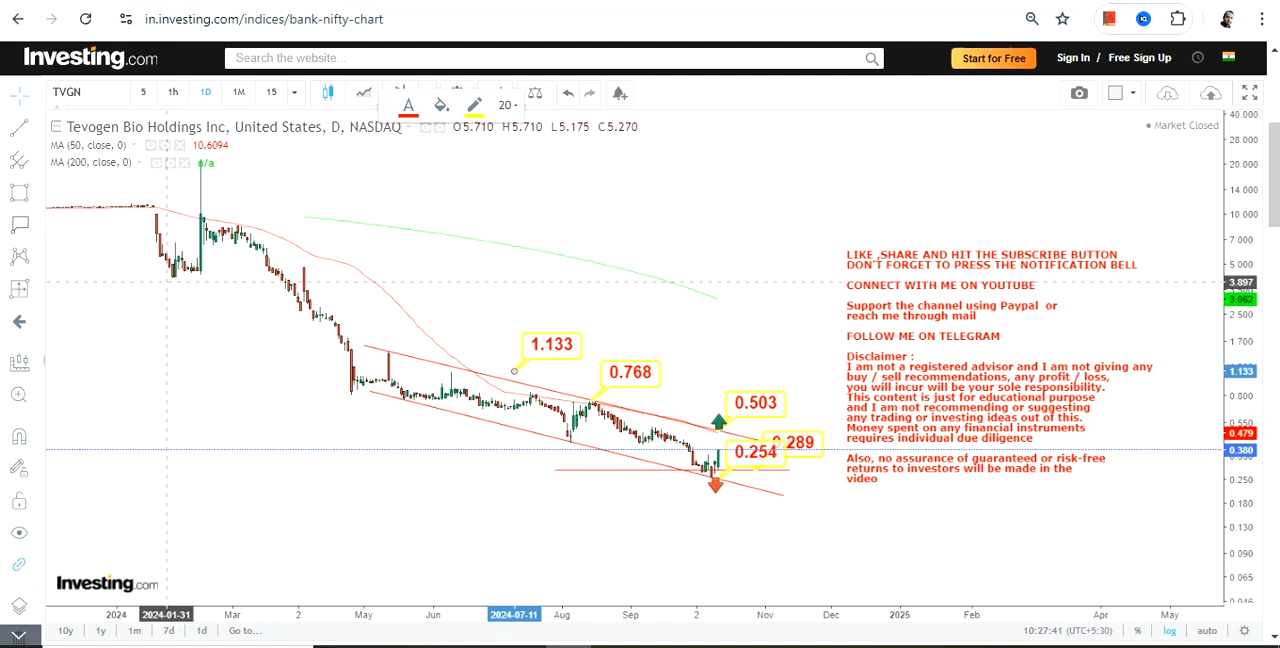 in.investing.com/indices/bank-nifty-chart
Investing.com
Search the website...
Start for Free
Sign In / Free Sign Up
TVGN 5 1h 1D 1M 15
A 20
Tevogen Bio Holdings Inc, United States, D, NASDAQ O5.710 H5.710 L5.175 C5.270
Market Closed
MA (50, close, 0) 10.6094
MA (200, close, 0) n/a
40.000
28.000
20.000
14.000
10.000
7.000
5.000
3.897
3.062
2.500
1.700
1.133
0.800
0.550
0.479
0.380
0.250
0.180
0.130
0.090
0.065
0.046
1.133
0.768
0.503
0.289
0.254
LIKE ,SHARE AND HIT THE SUBSCRIBE BUTTON
DON'T FORGET TO PRESS THE NOTIFICATION BELL
CONNECT WITH ME ON YOUTUBE
Support the channel using Paypal or
reach me through mail
FOLLOW ME ON TELEGRAM
Disclaimer :
I am not a registered advisor and I am not giving any
buy / sell recommendations, any profit / loss,
you will incur will be your sole responsibility.
This content is just for educational purpose
and I am not recommending or suggesting
any trading or investing ideas out of this.
Money spent on any financial instruments
requires individual due diligence
Also, no assurance of guaranteed or risk-free
returns to investors will be made in the
video
Investing.com
2024 2024-01-31 Mar 2 May Jun 2024-07-11 Aug Sep 2 Nov Dec 2025 Feb Apr May
10y 1y 1m 7d 1d Go to... 10:27:41 (UTC+5:30) % log auto